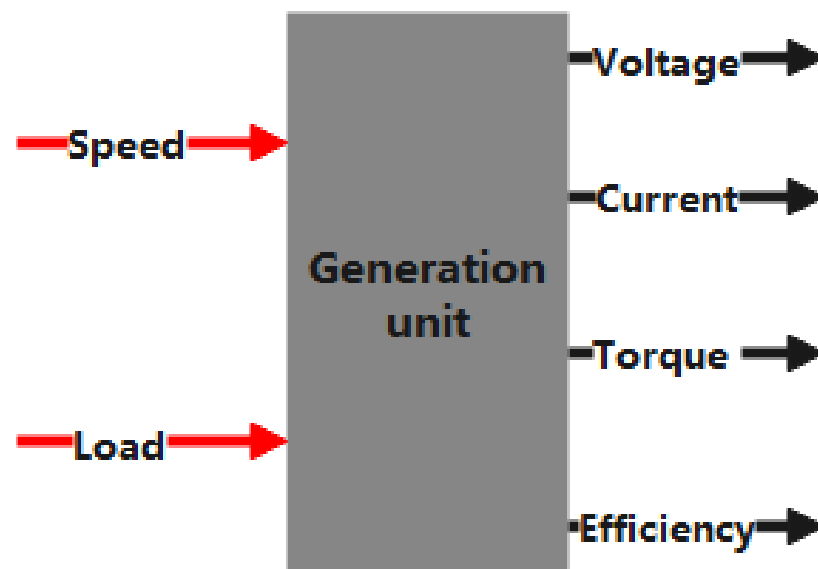 Speed
Load
Generation
unit
Voltage
Current
Torque
Efficiency